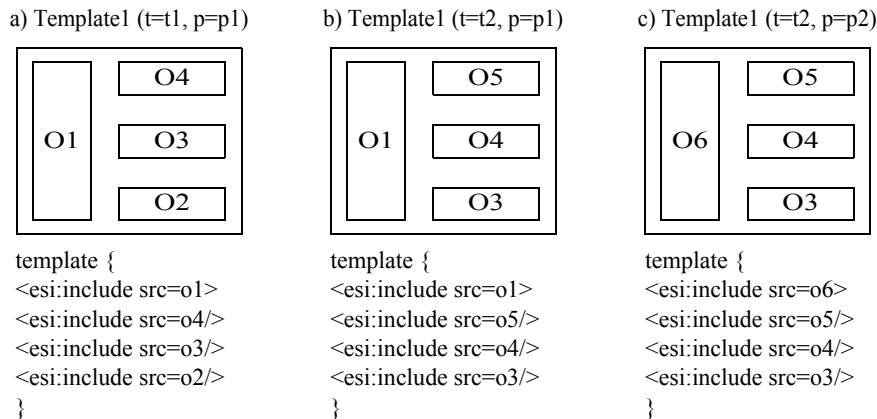 a) Template1 (t=t1, p=p1)
O1
O4
O3
O2
template {
<esi:include src=o1>
<esi:include src=o4/>
<esi:include src=o3/>
<esi:include src=o2/>
}
b) Template1 (t=t2, p=p1)
O1
O5
O4
O3
template {
<esi:include src=o1>
<esi:include src=o5/>
<esi:include src=o4/>
<esi:include src=o3/>
}
c) Template1 (t=t2, p=p2)
O6
O5
O4
O3
template {
<esi:include src=o6>
<esi:include src=o5/>
<esi:include src=o4/>
<esi:include src=o3/>
}